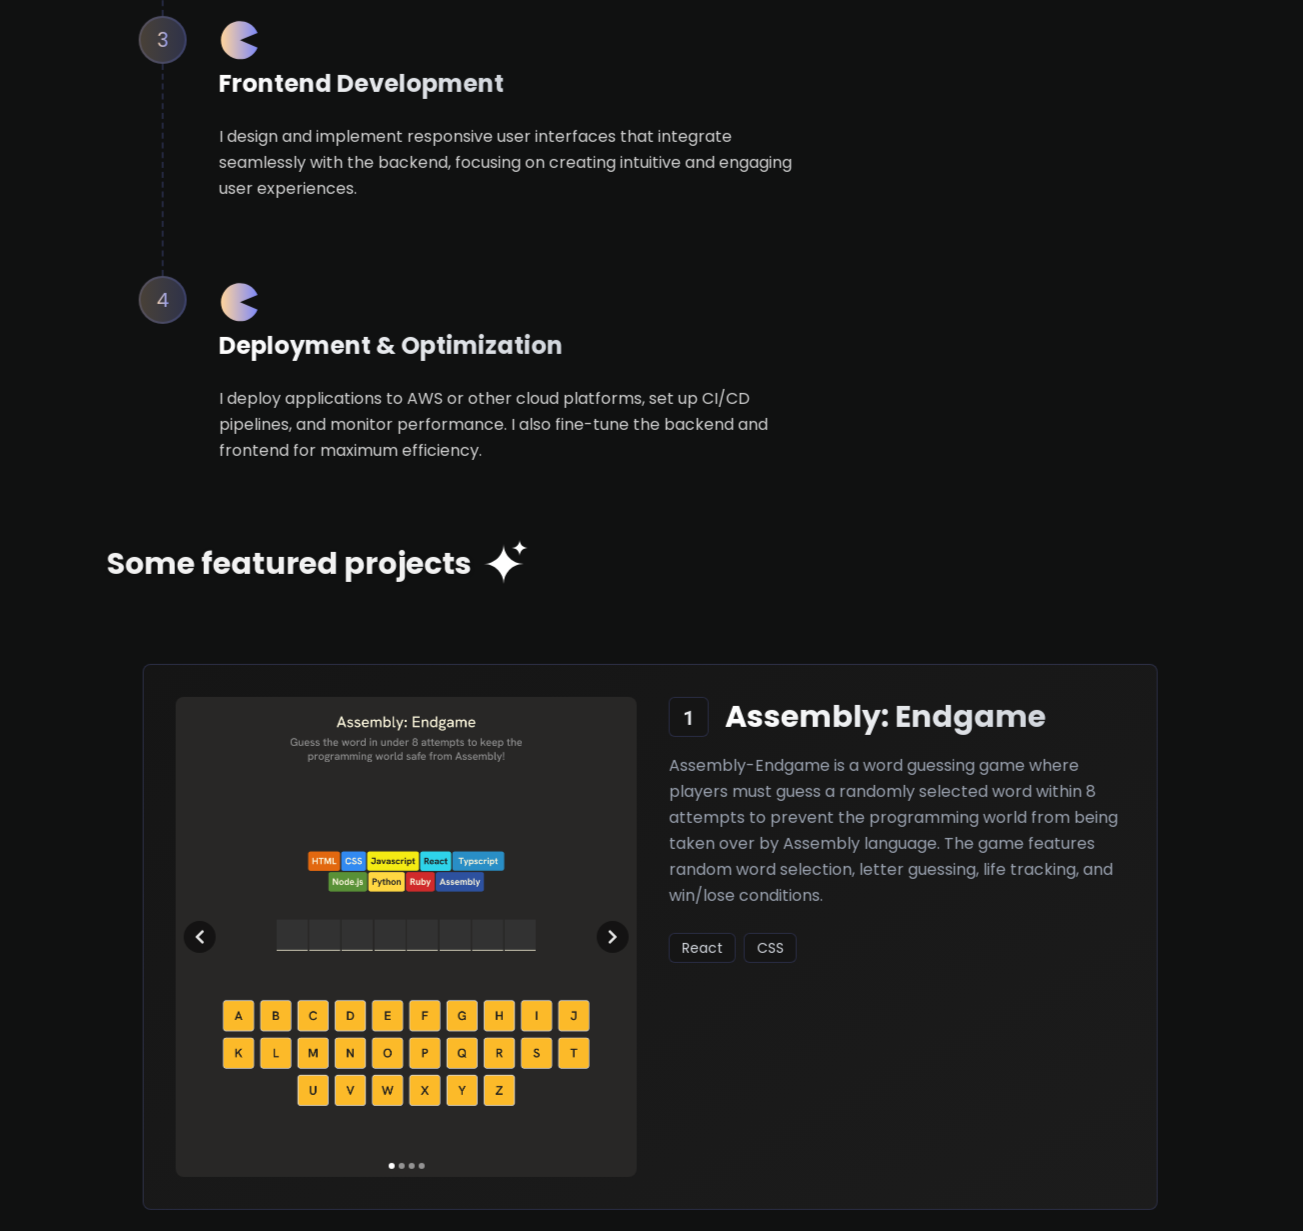 3
Frontend Development
I design and implement responsive user interfaces that integrate
seamlessly with the backend, focusing on creating intuitive and engaging
user experiences.
4
Deployment & Optimization
I deploy applications to AWS or other cloud platforms, set up CI/CD
pipelines, and monitor performance. I also fine-tune the backend and
frontend for maximum efficiency.
Some featured projects
Assembly: Endgame
Guess the word in under 8 attempts to keep the
programming world safe from Assembly!
HTML CSS Javascript React Typscript
Node.js Python Ruby Assembly
A B C D E F G H I J
K L M N O P Q R S T
U V W X Y Z
1 Assembly: Endgame
Assembly-Endgame is a word guessing game where
players must guess a randomly selected word within 8
attempts to prevent the programming world from being
taken over by Assembly language. The game features
random word selection, letter guessing, life tracking, and
win/lose conditions.
React CSS